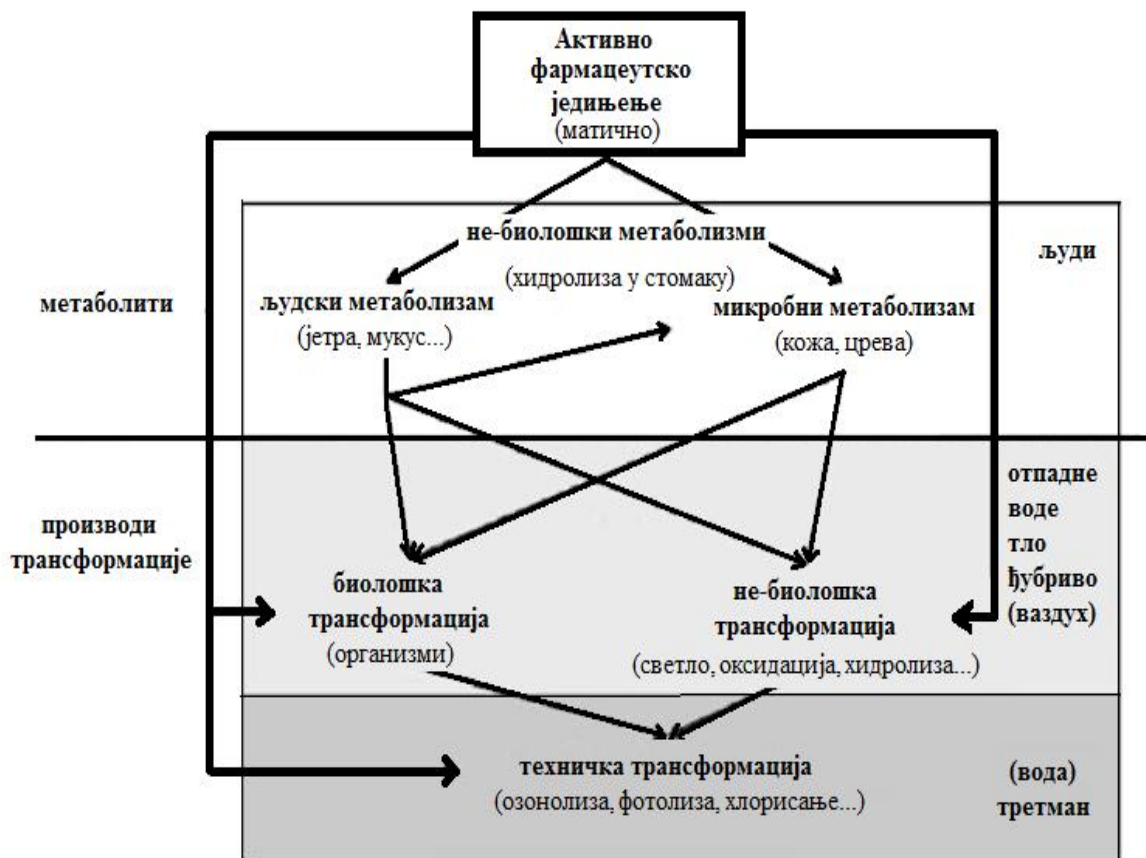 Активно
фармацеутско
једињење
(матично)
не-биолошки метаболизми
(хидролиза у стомаку)
људи
метаболити
људски метаболизам
(јетра, мукус...)
микробни метаболизам
(кожа, црева)
производи
трансформације
отпадне
воде
тло
ђубриво
(ваздух)
биолошка
трансформација
(организми)
не-биолошка
трансформација
(светло, оксидација, хидролиза...)
техничка трансформација
(озонолиза, фотолиза, хлорисање...)
(вода)
третман